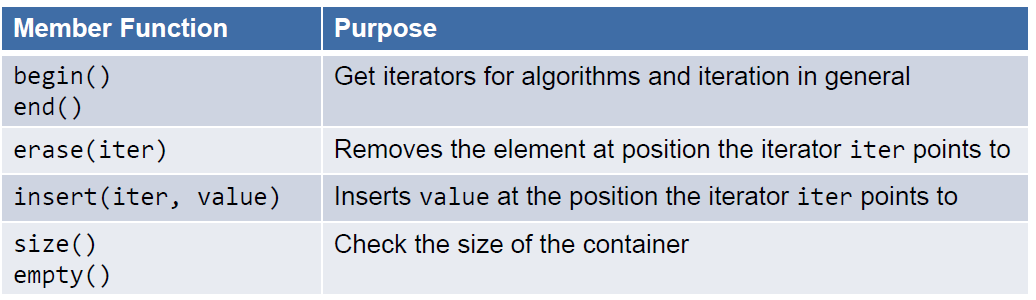 Member Function Purpose
begin() Get iterators for algorithms and iteration in general
end()
erase(iter) Removes the element at position the iterator iter points to
insert(iter, value) Inserts value at the position the iterator iter points to
size() Check the size of the container
empty()